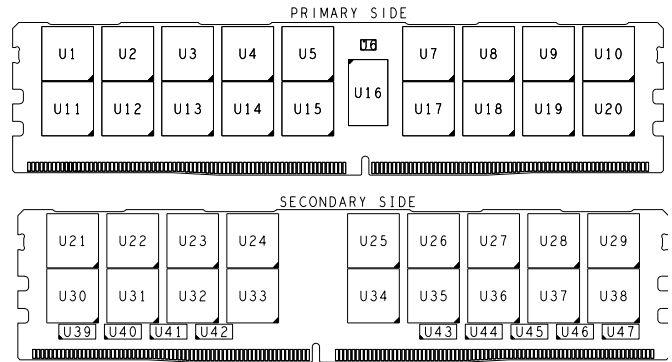 PRIMARY SIDE
U1 U2 U3 U4 U5 U6 U7 U8 U9 U10
U11 U12 U13 U14 U15 U16 U17 U18 U19 U20
SECONDARY SIDE
U21 U22 U23 U24 U25 U26 U27 U28 U29
U30 U31 U32 U33 U34 U35 U36 U37 U38
U39 U40 U41 U42 U43 U44 U45 U46 U47